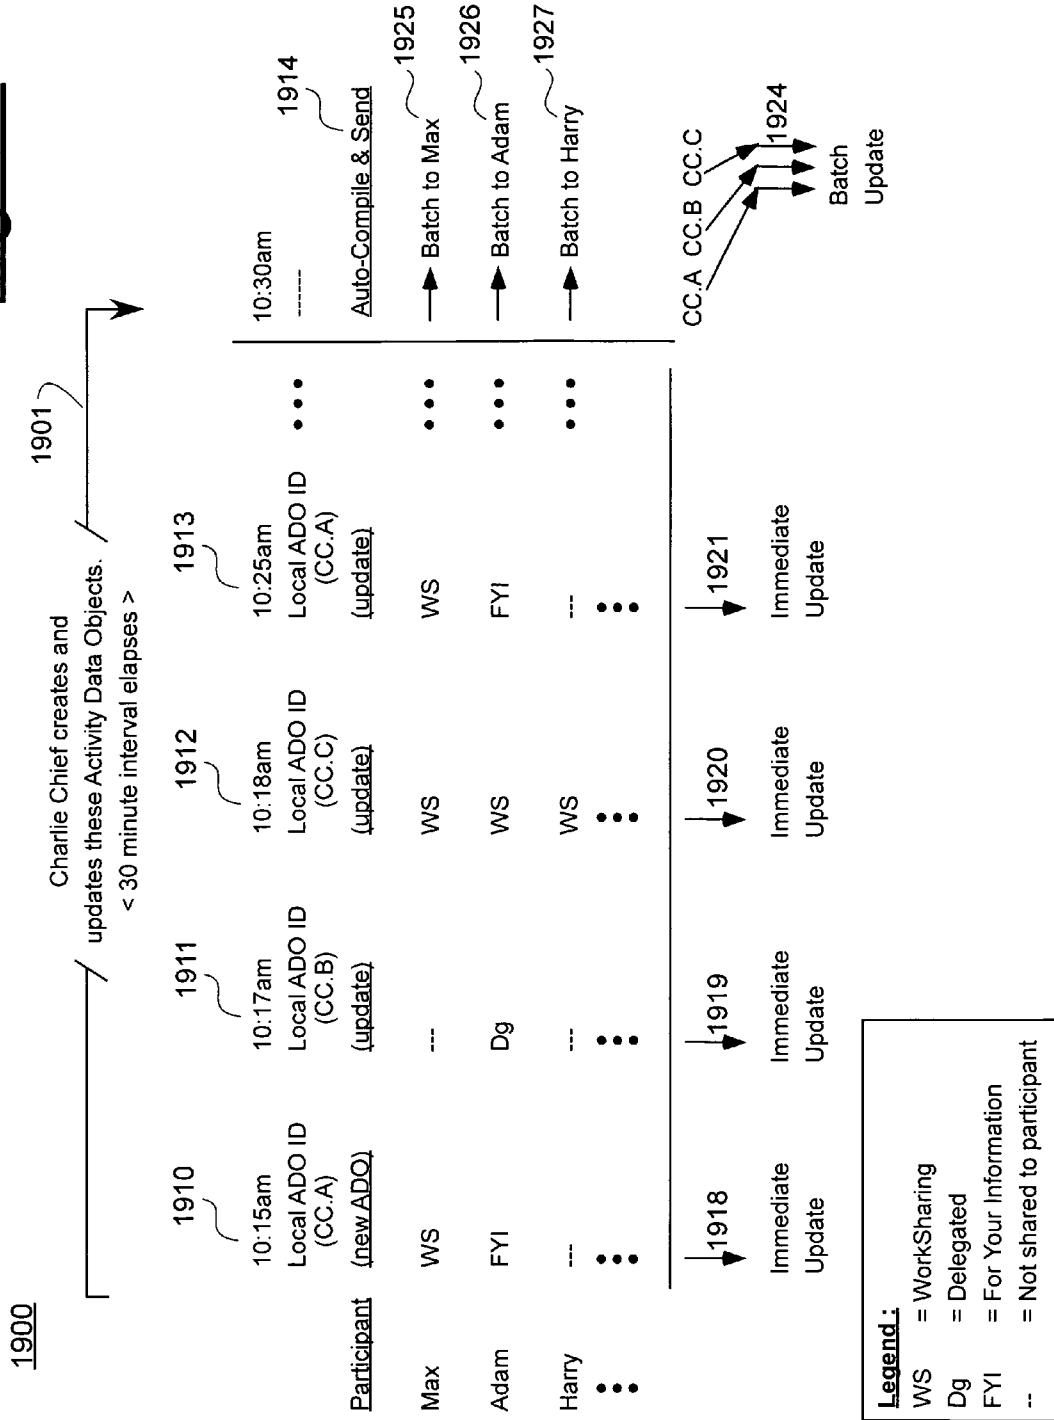 1900
Charlie Chief creates and
updates these Activity Data Objects.
< 30 minute interval elapses >
1901
1910
1911
1912
1913
10:15am
10:17am
10:18am
10:25am
10:30am
Local ADO ID
Local ADO ID
Local ADO ID
Local ADO ID
------
1914
(CC.A)
(CC.B)
(CC.C)
(CC.A)
Participant
(new ADO)
(update)
(update)
(update)
Auto-Compile & Send
Max
WS
---
WS
WS
Batch to Max
1925
Adam
FYI
Dg
WS
FYI
Batch to Adam
1926
Harry
---
---
WS
---
Batch to Harry
1927
1918
1919
1920
1921
CC.A CC.B CC.C
1924
Immediate
Update
Immediate
Update
Immediate
Update
Immediate
Update
Batch
Update
Legend :
WS = WorkSharing
Dg = Delegated
FYI = For Your Information
-- = Not shared to participant